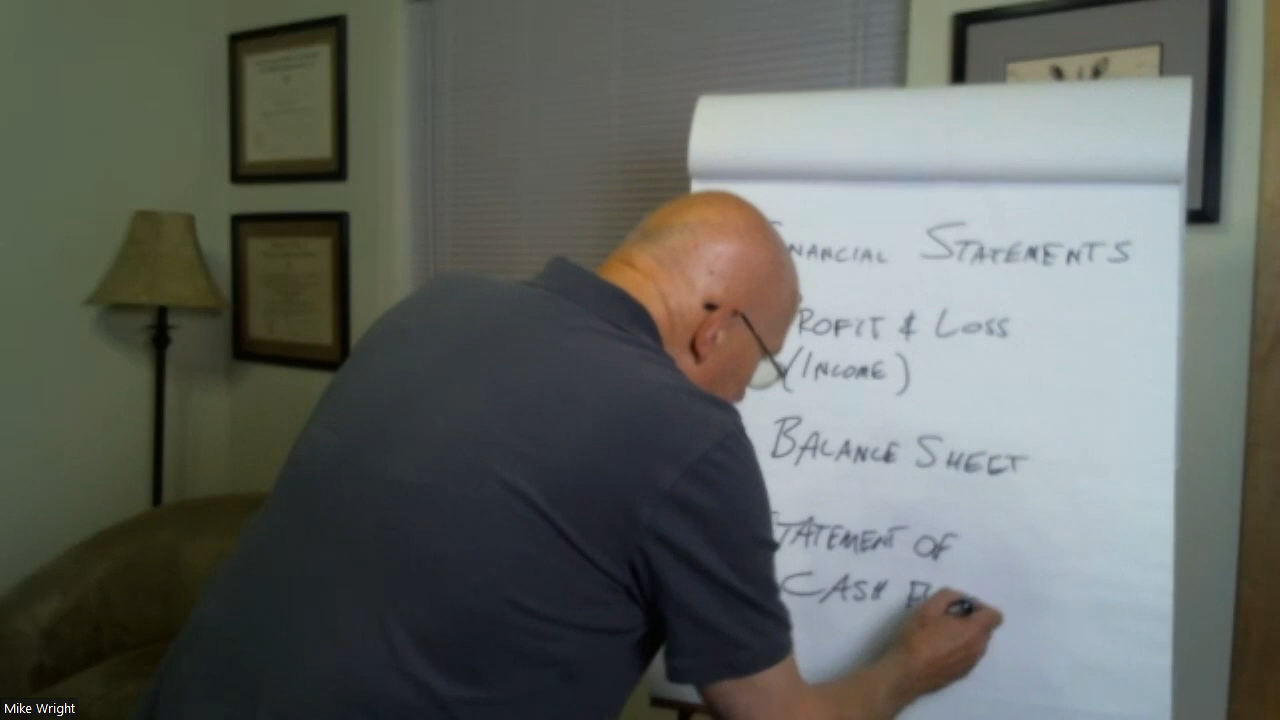 NANCIAL STATEMENTS
ROFIT & LOSS
(INCOME)
BALANCE SHEET
TATEMENT OF
CASH
Mike Wright